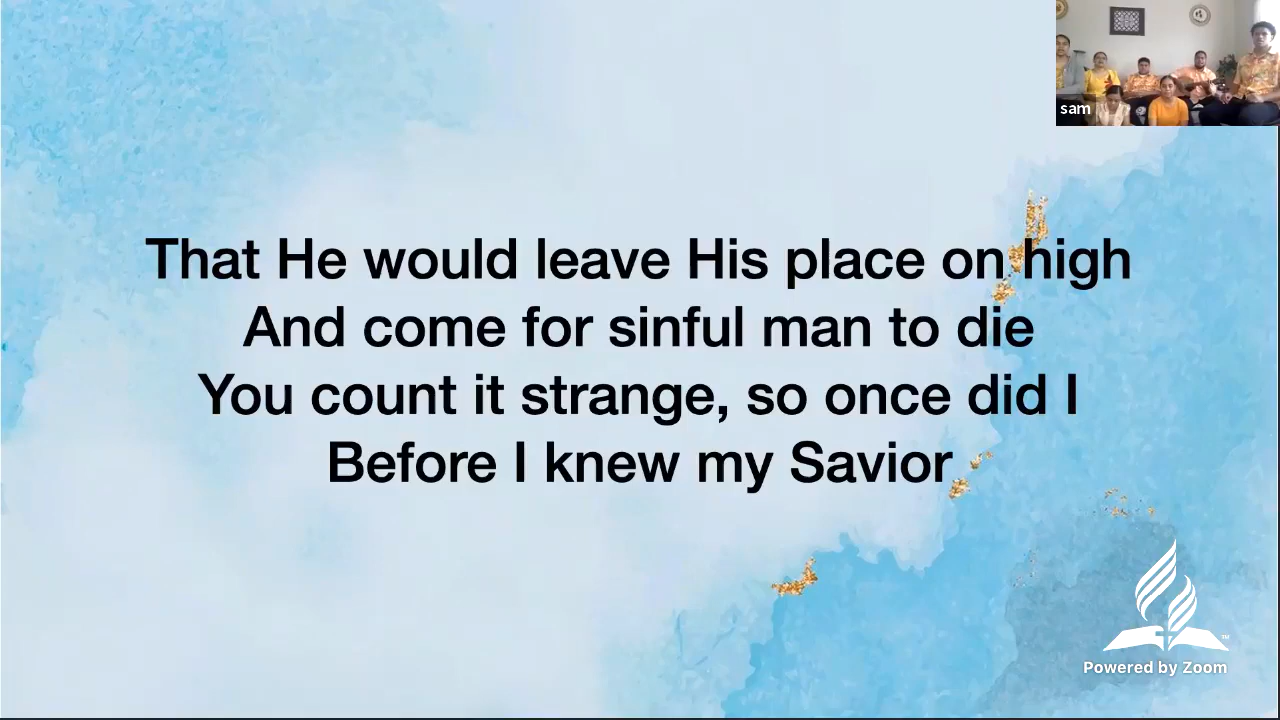 sam
That He would leave His place on high
And come for sinful man to die
You count it strange, so once did I
Before I knew my Savior
TM
Powered by Zoom